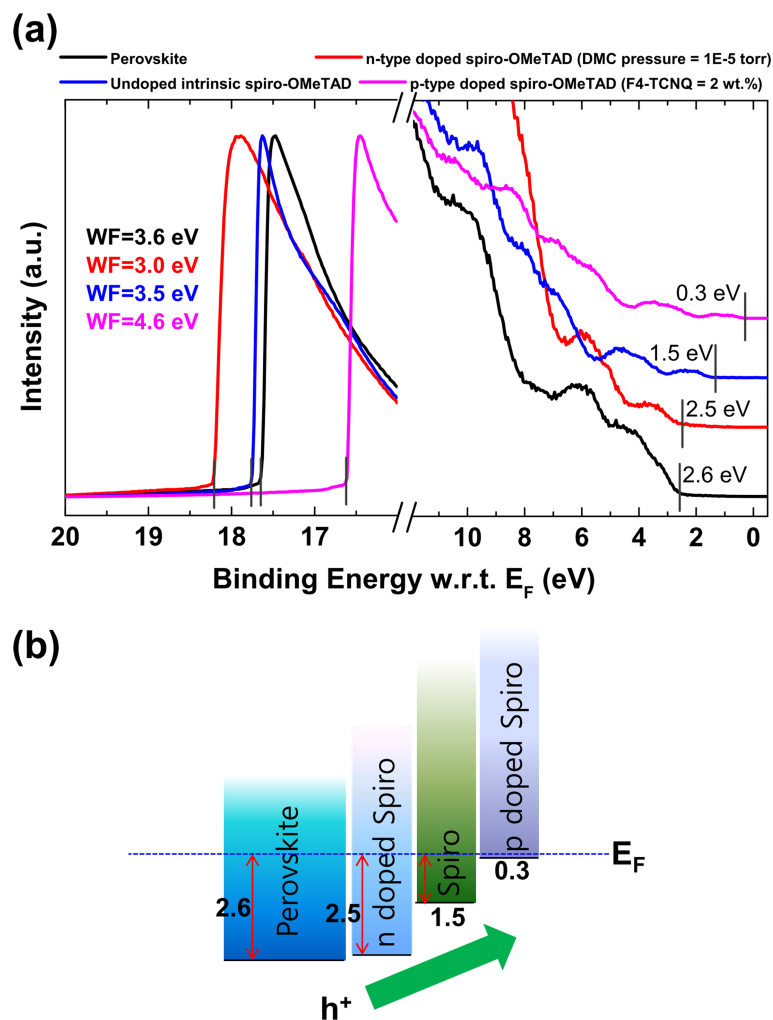 (a)
Perovskite
n-type doped spiro-OMeTAD (DMC pressure = 1E-5 torr)
Undoped intrinsic spiro-OMeTAD
p-type doped spiro-OMeTAD (F4-TCNQ = 2 wt.%)
Intensity (a.u.)
WF=3.6 eV
WF=3.0 eV
WF=3.5 eV
WF=4.6 eV
0.3 eV
1.5 eV
2.5 eV
2.6 eV
20 19 18 17 10 8 6 4 2 0
Binding Energy w.r.t. EF (eV)
(b)
Perovskite
n doped Spiro
Spiro
p doped Spiro
EF
2.6
2.5
1.5
0.3
h+